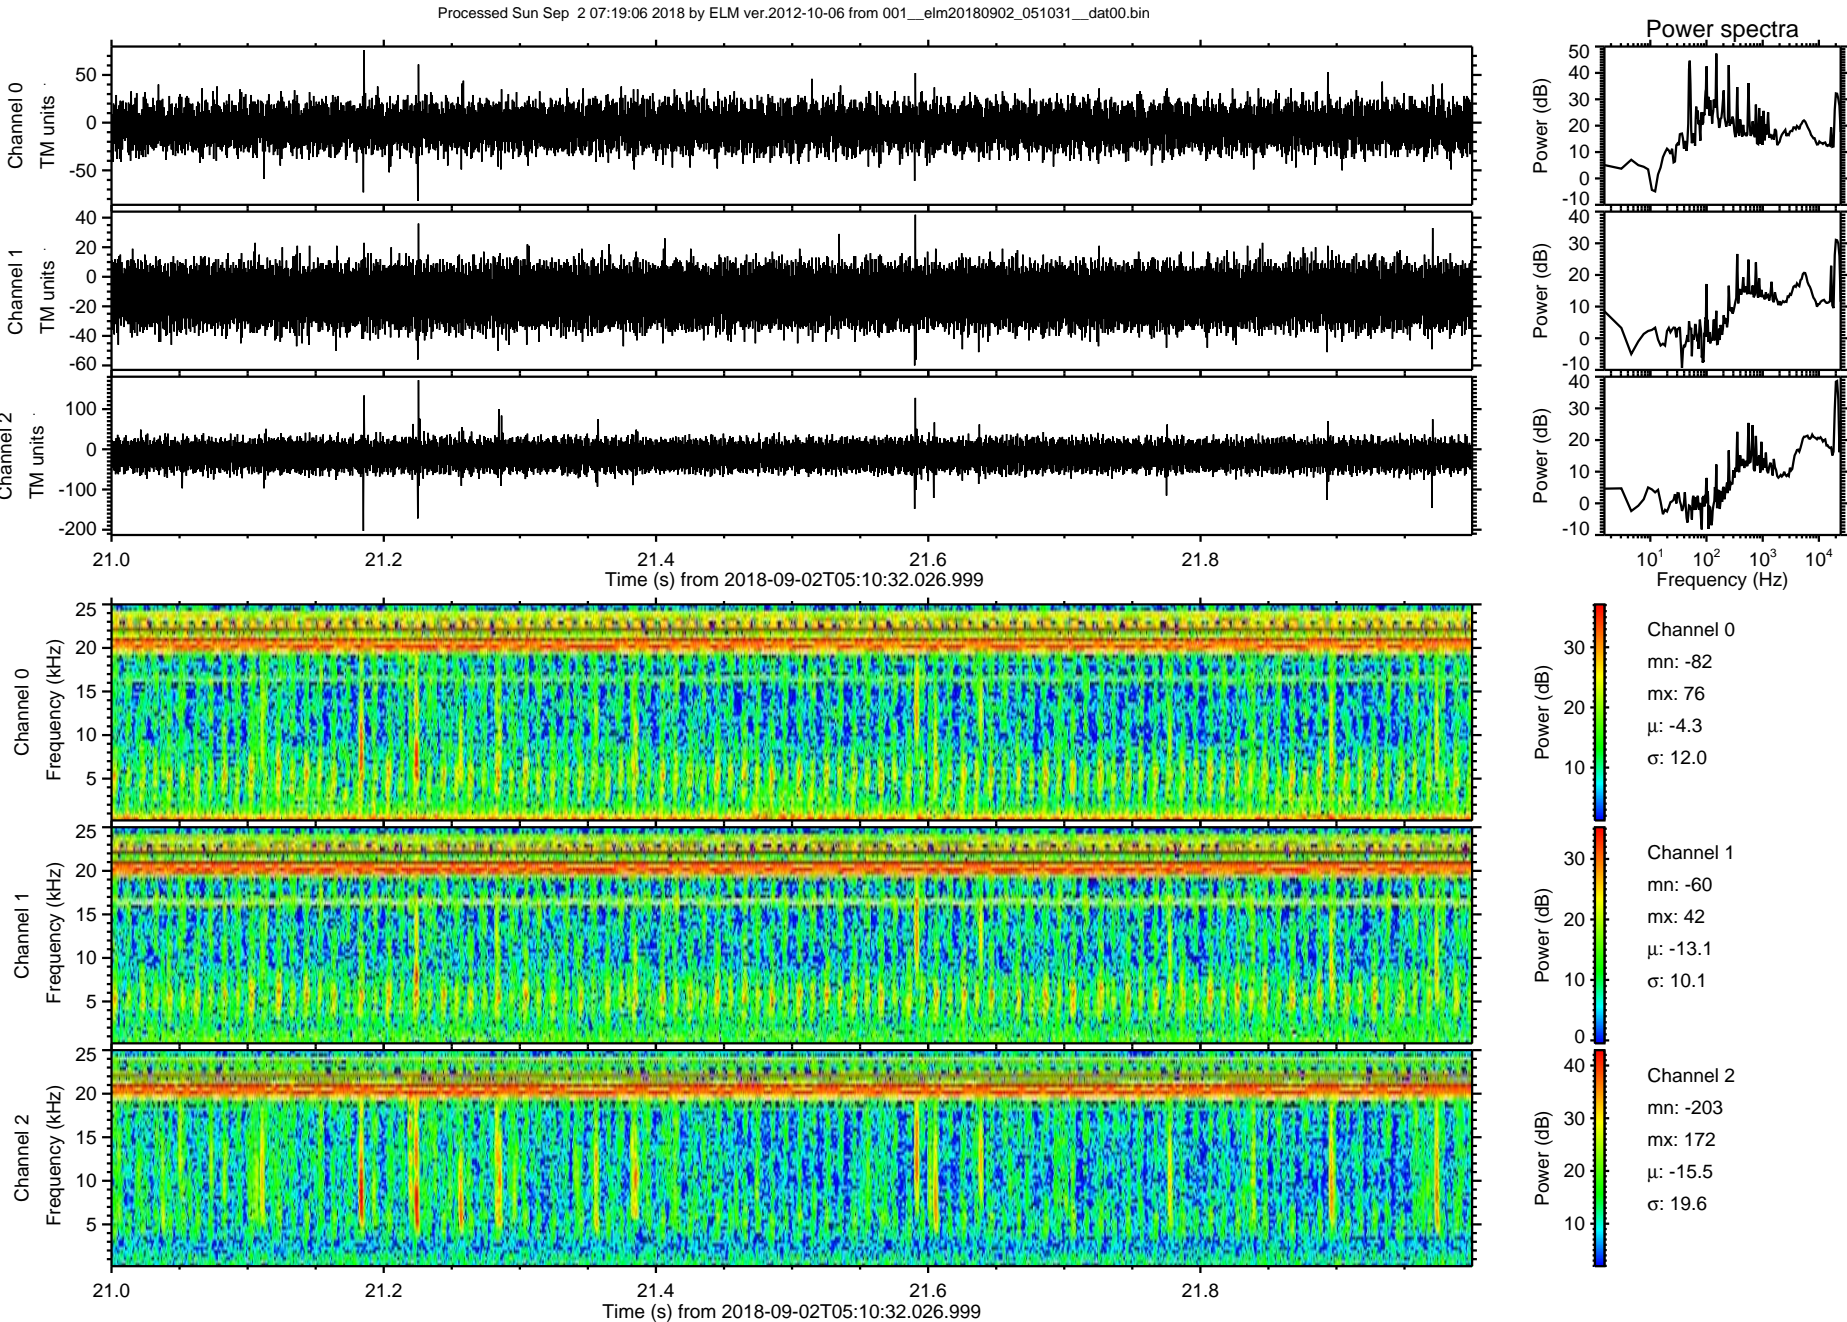 Processed Sun Sep  2 07:19:06 2018 by ELM ver.2012-10-06 from 001__elm20180902_051031__dat00.bin
Power spectra
Channel 0
TM units
50
0
-50
Power (dB)
50
40
30
20
10
0
-10
Channel 1
TM units
40
20
0
-20
-40
-60
Power (dB)
40
30
20
10
0
-10
Channel 2
TM units
100
0
-100
-200
Power (dB)
40
30
20
10
0
-10
21.0 21.2 21.4 21.6 21.8
Time (s) from 2018-09-02T05:10:32.026.999
10¹ 10² 10³ 10⁴
Frequency (Hz)
Channel 0
Frequency (kHz)
25
20
15
10
5
Power (dB)
30
20
10
Channel 0
mn: -82
mx: 76
μ: -4.3
σ: 12.0
Channel 1
Frequency (kHz)
25
20
15
10
5
Power (dB)
30
20
10
0
Channel 1
mn: -60
mx: 42
μ: -13.1
σ: 10.1
Channel 2
Frequency (kHz)
25
20
15
10
5
Power (dB)
40
30
20
10
Channel 2
mn: -203
mx: 172
μ: -15.5
σ: 19.6
21.0 21.2 21.4 21.6 21.8
Time (s) from 2018-09-02T05:10:32.026.999